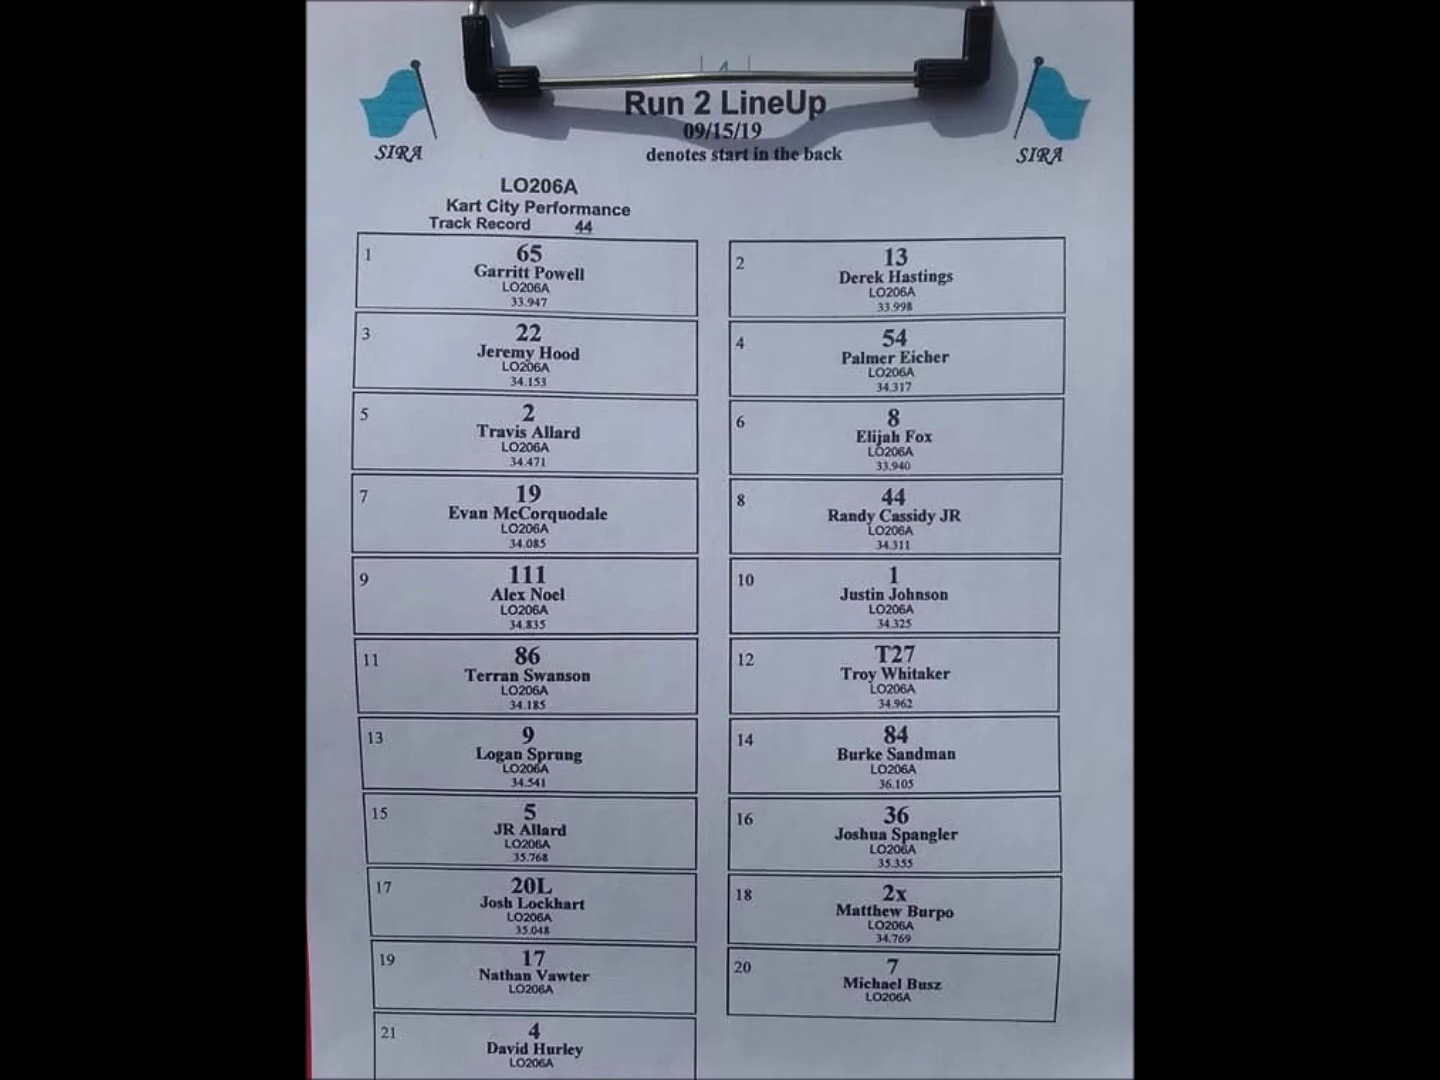 Run 2 LineUp
09/15/19
denotes start in the back
SIRA
SIRA
LO206A
Kart City Performance
Track Record 44
1
65
Garritt Powell
LO206A
33.947
2
13
Derek Hastings
LO206A
33.998
3
22
Jeremy Hood
LO206A
34.153
4
54
Palmer Eicher
LO206A
34.317
5
2
Travis Allard
LO206A
34.471
6
8
Elijah Fox
LO206A
33.940
7
19
Evan McCorquodale
LO206A
34.085
8
44
Randy Cassidy JR
LO206A
34.311
9
111
Alex Noel
LO206A
34.835
10
1
Justin Johnson
LO206A
34.325
11
86
Terran Swanson
LO206A
34.185
12
T27
Troy Whitaker
LO206A
34.962
13
9
Logan Sprung
LO206A
34.541
14
84
Burke Sandman
LO206A
36.105
15
5
JR Allard
LO206A
35.768
16
36
Joshua Spangler
LO206A
35.355
17
20L
Josh Lockhart
LO206A
35.048
18
2x
Matthew Burpo
LO206A
34.769
19
17
Nathan Vawter
LO206A
20
7
Michael Busz
LO206A
21
4
David Hurley
LO206A